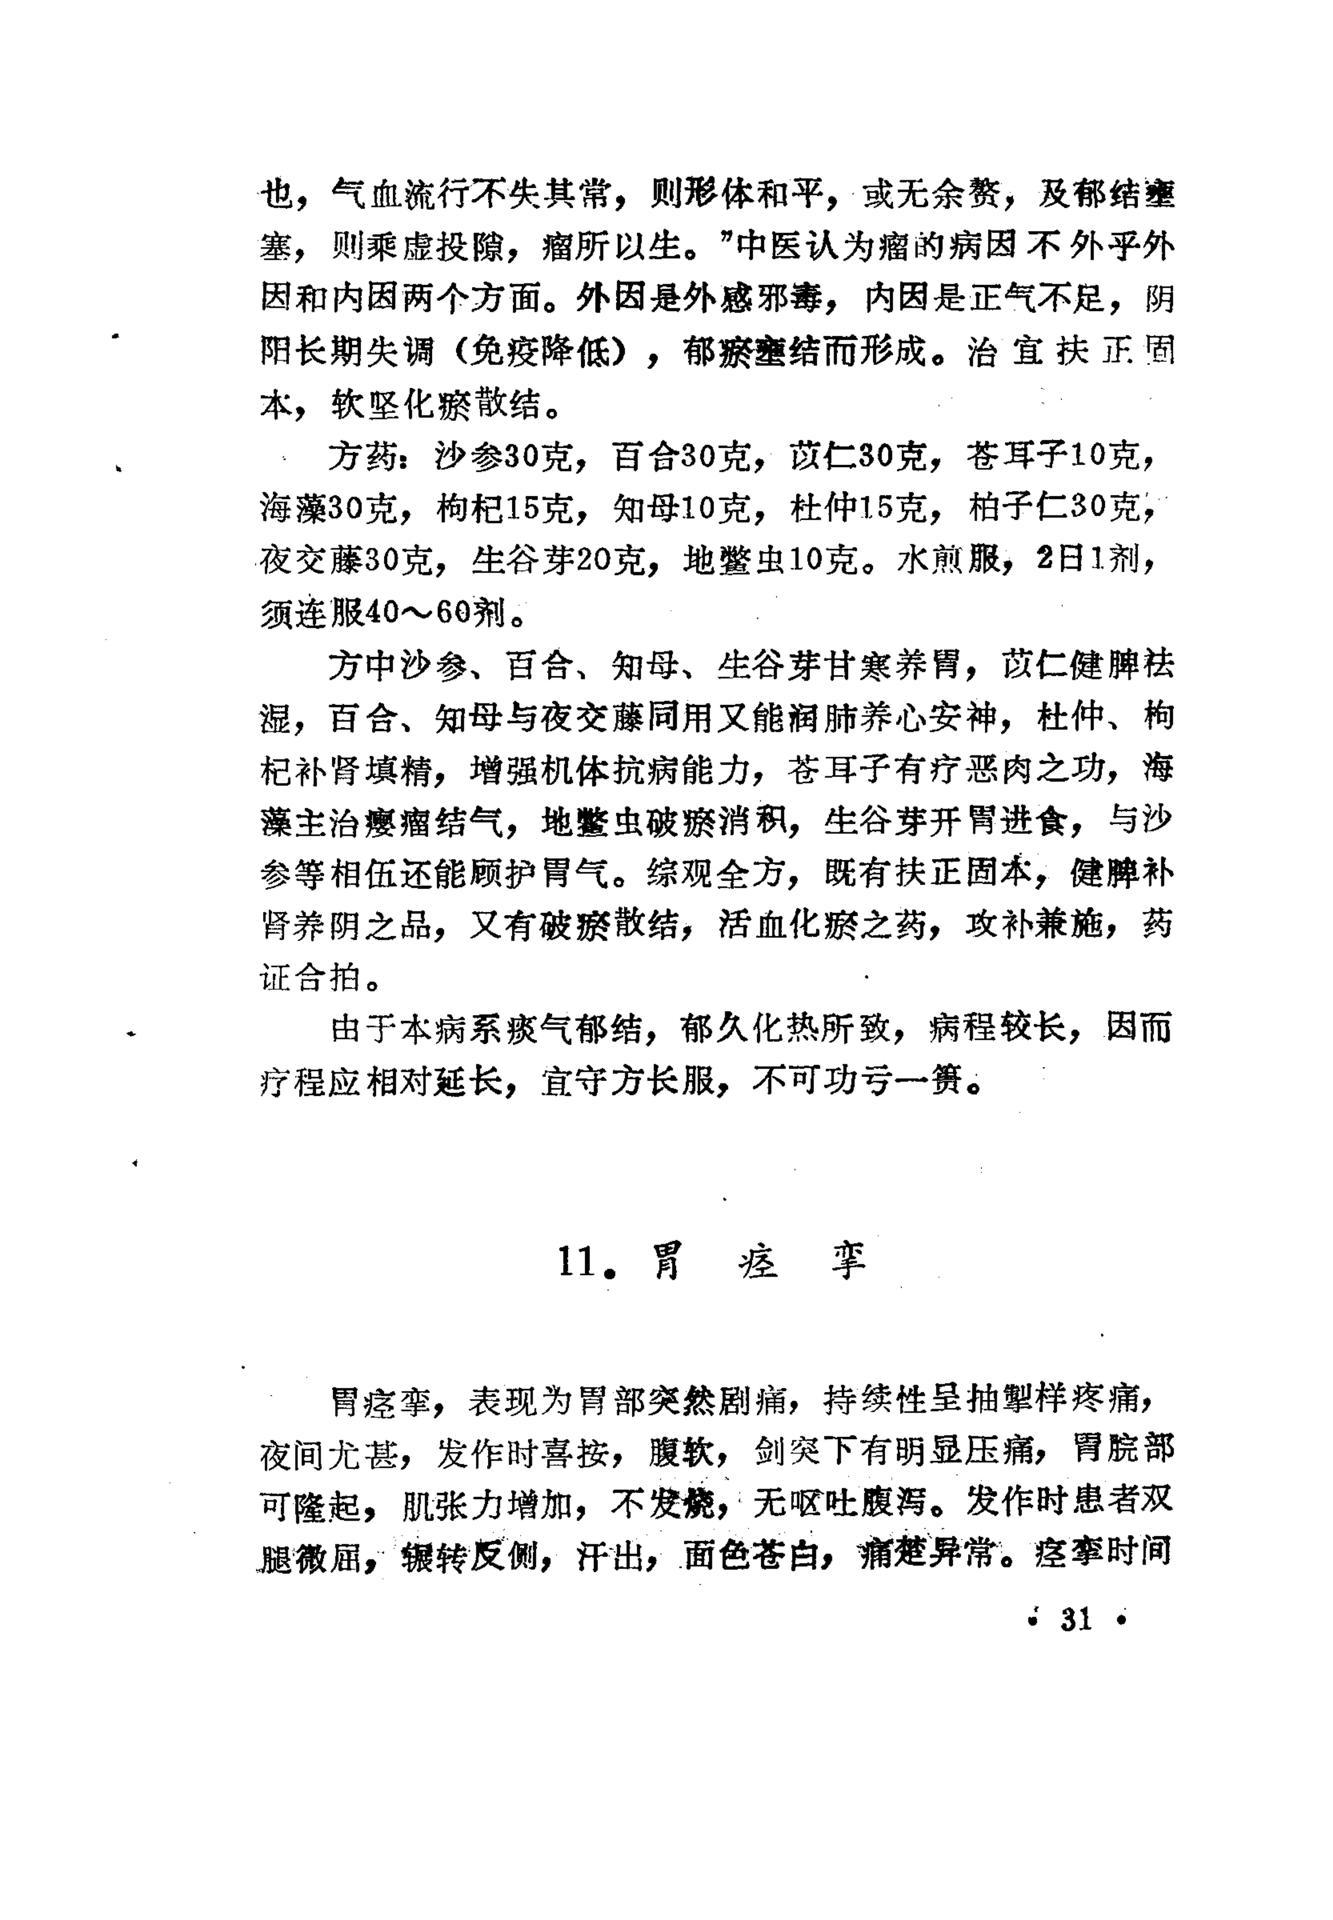 也，气血流行不失其常，则形体和平，或无余赘，及郁结壅
塞，则乘虚投隙，瘤所以生。”中医认为瘤的病因不外乎外
因和内因两个方面。外因是外感邪毒，内因是正气不足，阴
阳长期失调（免疫降低），郁瘀壅结而形成。治宜扶正固
本，软坚化瘀散结。
方药：沙参30克，百合30克，苡仁30克，苍耳子10克，
海藻30克，枸杞15克，知母10克，杜仲15克，柏子仁30克，
夜交藤30克，生谷芽20克，地鳖虫10克。水煎服，2日1剂，
须连服40～60剂。
方中沙参、百合、知母、生谷芽甘寒养胃，苡仁健脾祛
湿，百合、知母与夜交藤同用又能润肺养心安神，杜仲、枸
杞补肾填精，增强机体抗病能力，苍耳子有疗恶肉之功，海
藻主治瘿瘤结气，地鳖虫破瘀消积，生谷芽开胃进食，与沙
参等相伍还能顾护胃气。综观全方，既有扶正固本，健脾补
肾养阴之品，又有破瘀散结，活血化瘀之药，攻补兼施，药
证合拍。
由于本病系痰气郁结，郁久化热所致，病程较长，因而
疗程应相对延长，宜守方长服，不可功亏一篑。
11．胃痉挛
胃痉挛，表现为胃部突然剧痛，持续性呈抽掣样疼痛，
夜间尤甚，发作时喜按，腹软，剑突下有明显压痛，胃脘部
可隆起，肌张力增加，不发烧，无呕吐腹泻。发作时患者双
腿微屈，辗转反侧，汗出，面色苍白，痛楚异常。痉挛时间
• 31 •